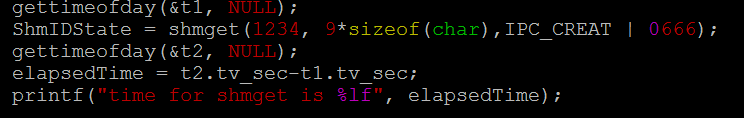 gettimeofday(&t1, NULL);
ShmIDState = shmget(1234, 9*sizeof(char),IPC_CREAT | 0666);
gettimeofday(&t2, NULL);
elapsedTime = t2.tv_sec-t1.tv_sec;
printf("time for shmget is %lf", elapsedTime);